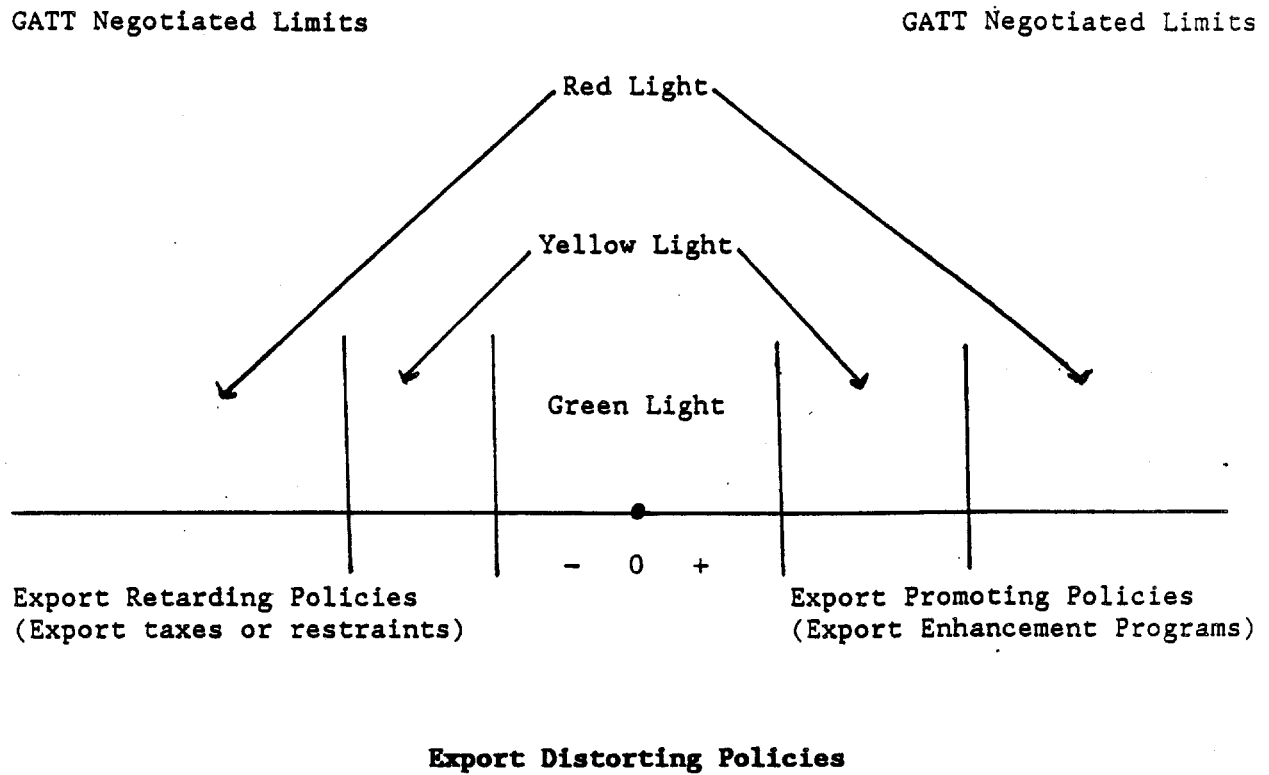 GATT Negotiated Limits
GATT Negotiated Limits
Red Light
Yellow Light
Green Light
- 0 +
Export Retarding Policies
(Export taxes or restraints)
Export Promoting Policies
(Export Enhancement Programs)
Export Distorting Policies